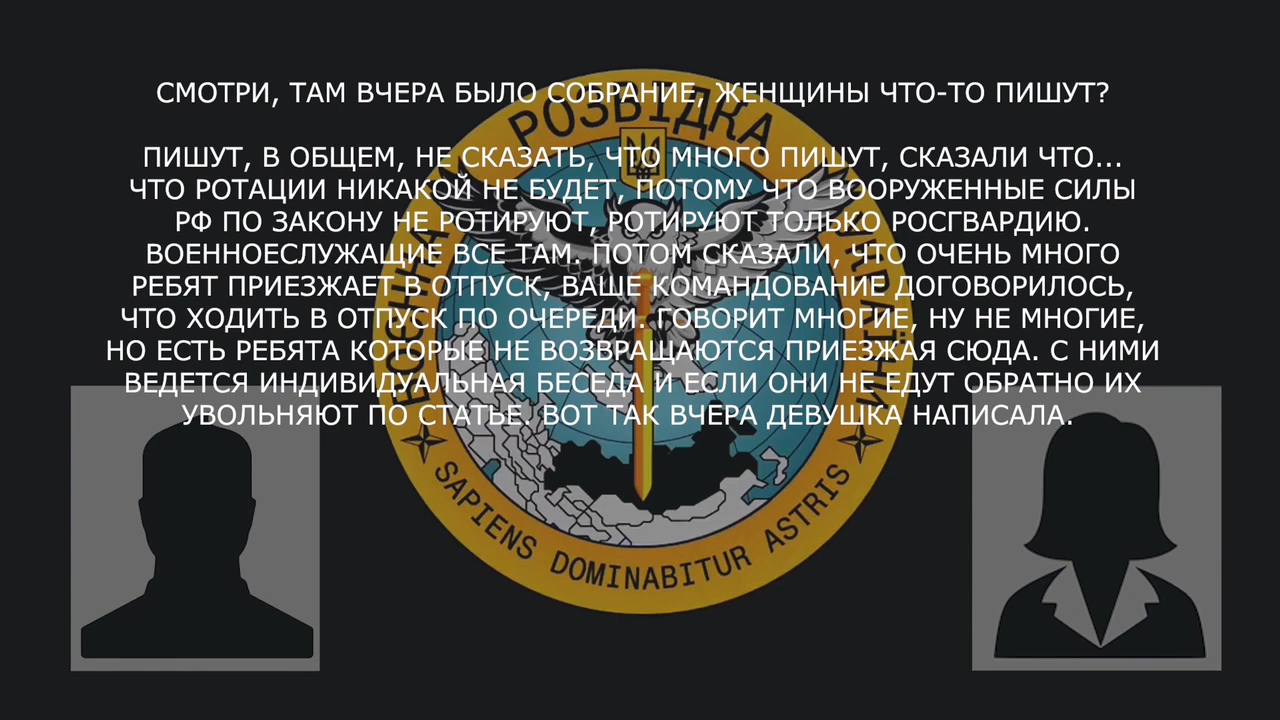 СМОТРИ, ТАМ ВЧЕРА БЫЛО СОБРАНИЕ, ЖЕНЩИНЫ ЧТО-ТО ПИШУТ?
ПИШУТ, В ОБЩЕМ, НЕ СКАЗАТЬ, ЧТО МНОГО ПИШУТ, СКАЗАЛИ ЧТО...
ЧТО РОТАЦИИ НИКАКОЙ НЕ БУДЕТ, ПОТОМУ ЧТО ВООРУЖЕННЫЕ СИЛЫ
РФ ПО ЗАКОНУ НЕ РОТИРУЮТ, РОТИРУЮТ ТОЛЬКО РОСГВАРДИЮ.
ВОЕННОЕСЛУЖАЩИЕ ВСЕ ТАМ. ПОТОМ СКАЗАЛИ, ЧТО ОЧЕНЬ МНОГО
РЕБЯТ ПРИЕЗЖАЕТ В ОТПУСК, ВАШЕ КОМАНДОВАНИЕ ДОГОВОРИЛОСЬ,
ЧТО ХОДИТЬ В ОТПУСК ПО ОЧЕРЕДИ. ГОВОРИТ МНОГИЕ, НУ НЕ МНОГИЕ,
НО ЕСТЬ РЕБЯТА КОТОРЫЕ НЕ ВОЗВРАЩАЮТСЯ ПРИЕЗЖАЯ СЮДА. С НИМИ
ВЕДЕТСЯ ИНДИВИДУАЛЬНАЯ БЕСЕДА И ЕСЛИ ОНИ НЕ ЕДУТ ОБРАТНО ИХ
УВОЛЬНЯЮТ ПО СТАТЬЕ. ВОТ ТАК ВЧЕРА ДЕВУШКА НАПИСАЛА.
ВОЄННА РОЗВІДКА УКРАЇНИ
SAPIENS DOMINABITUR ASTRIS